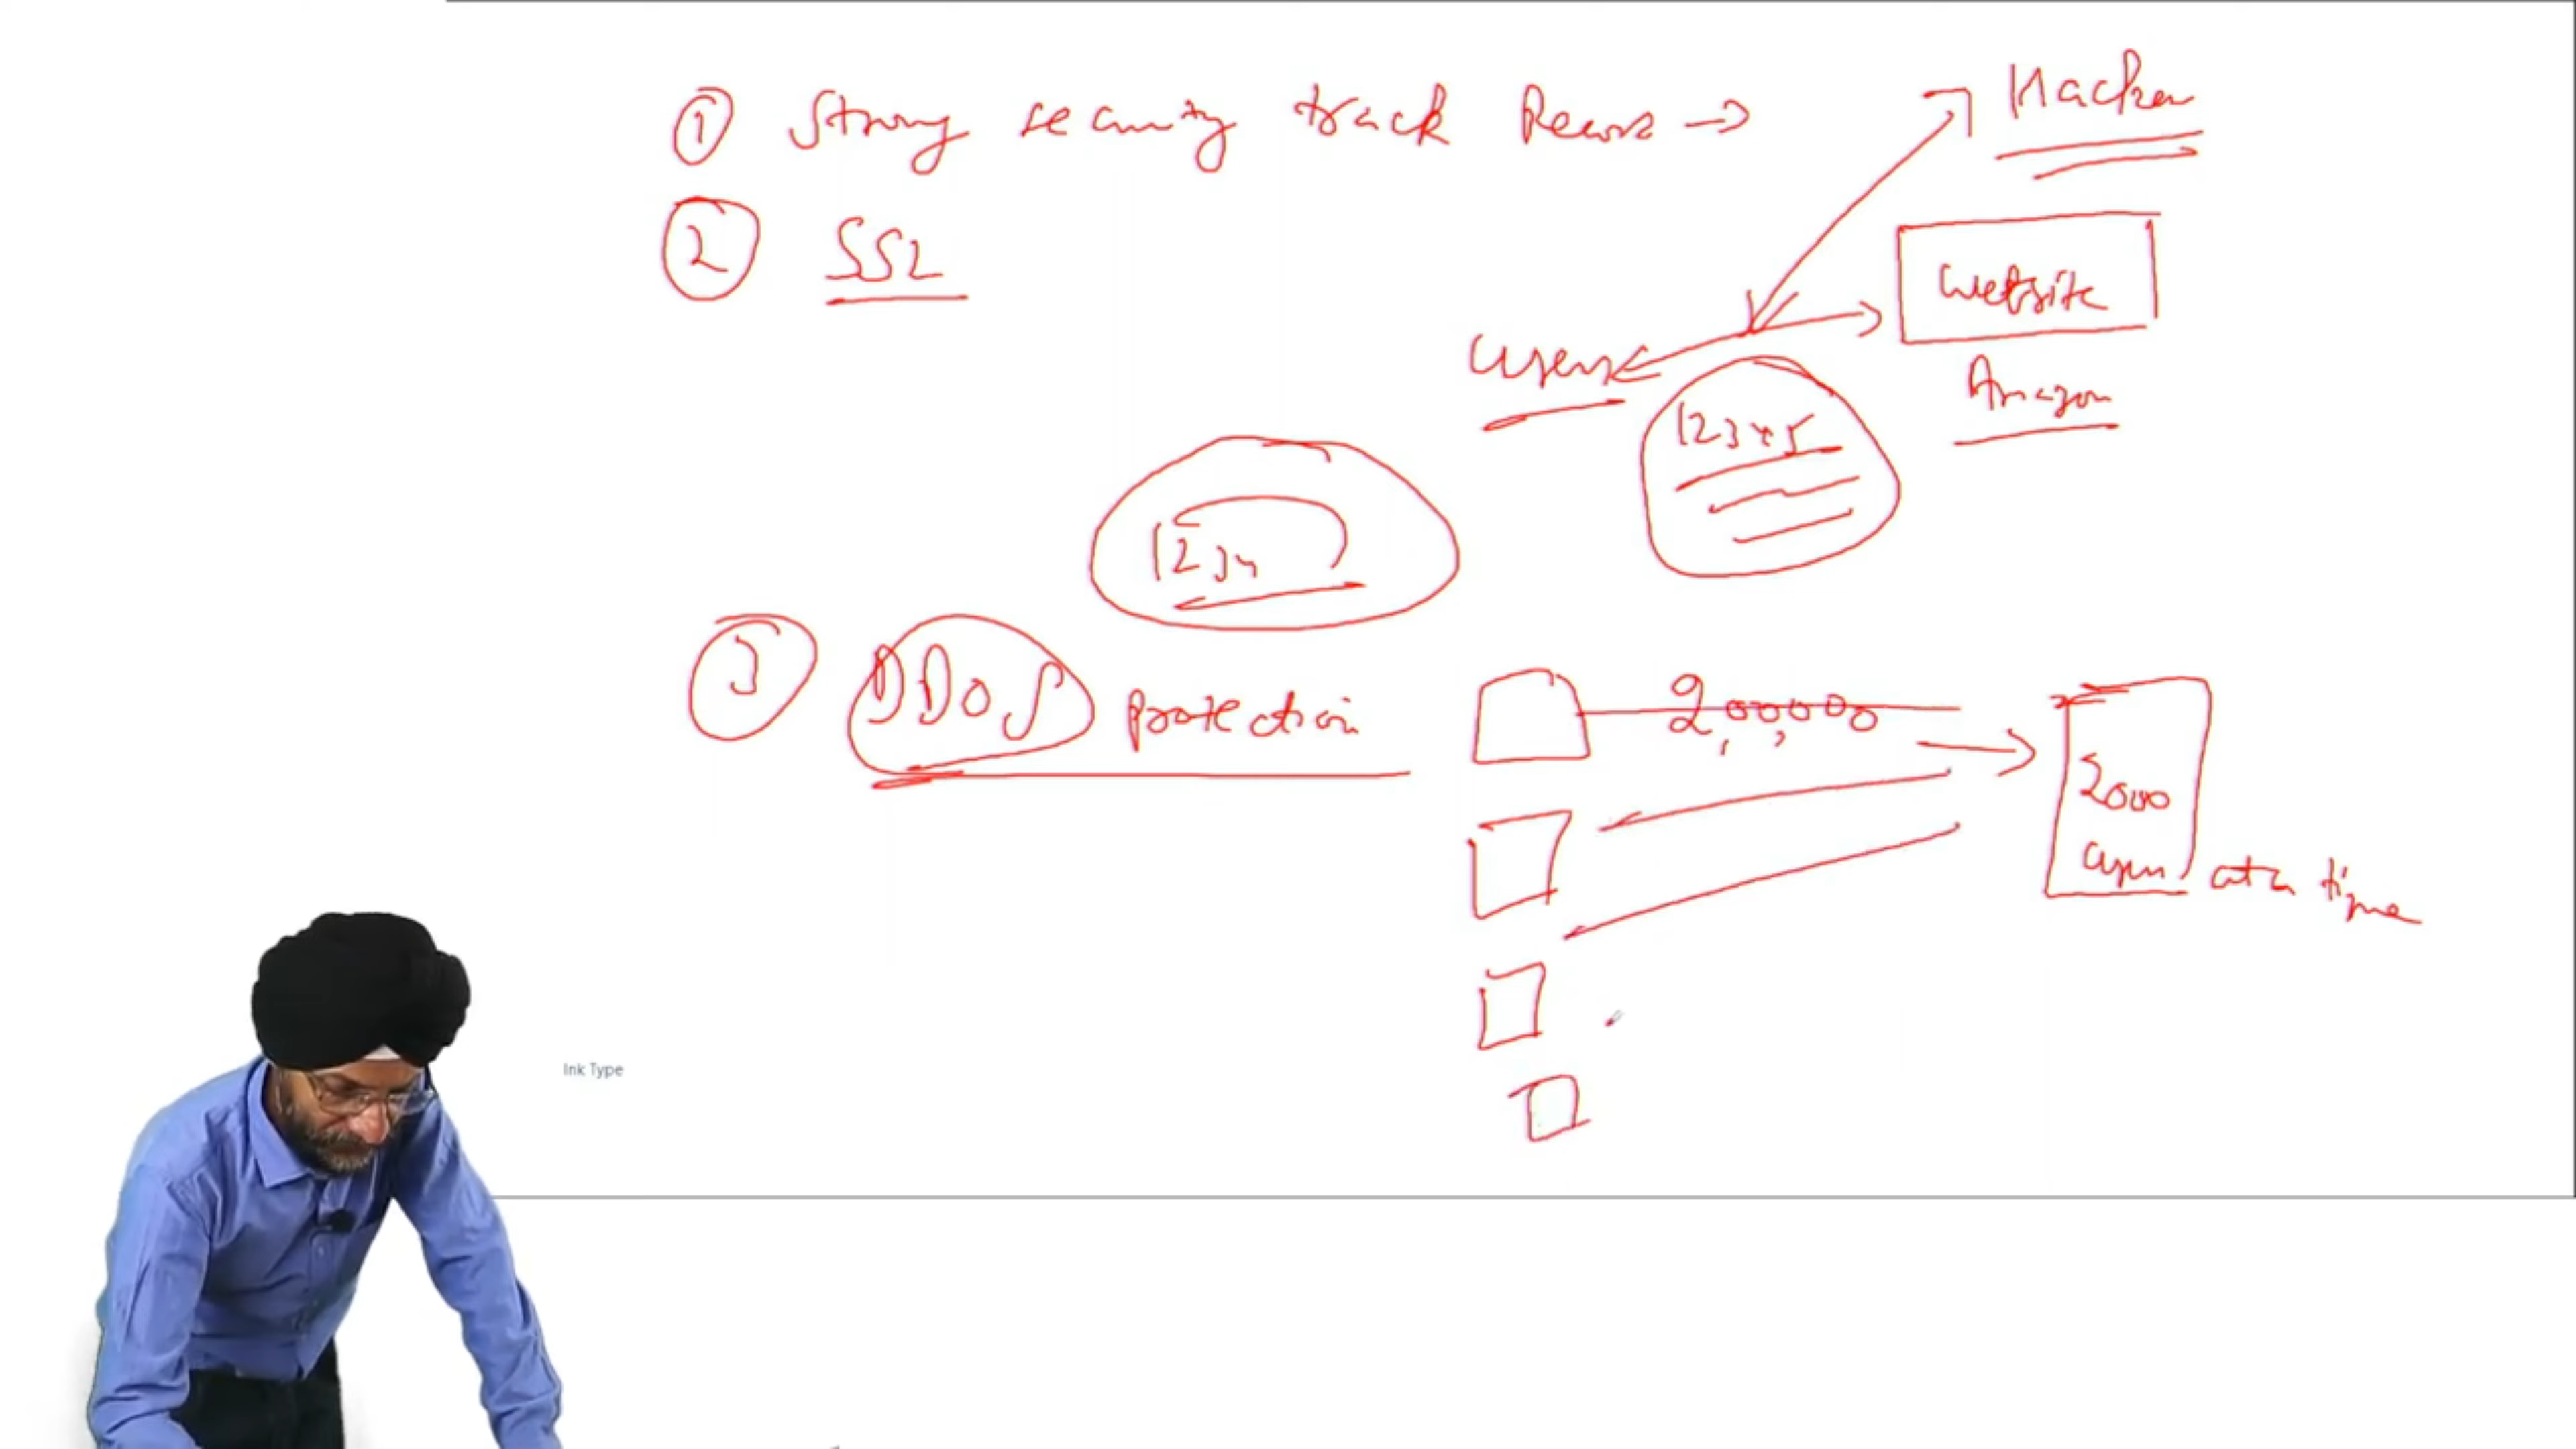 ① Strong security track Record →
Hacker
② SSL
website
users
Amazon
12345
1234
③ DDOS protection
2,00,000
2000
users at a time
Ink Type